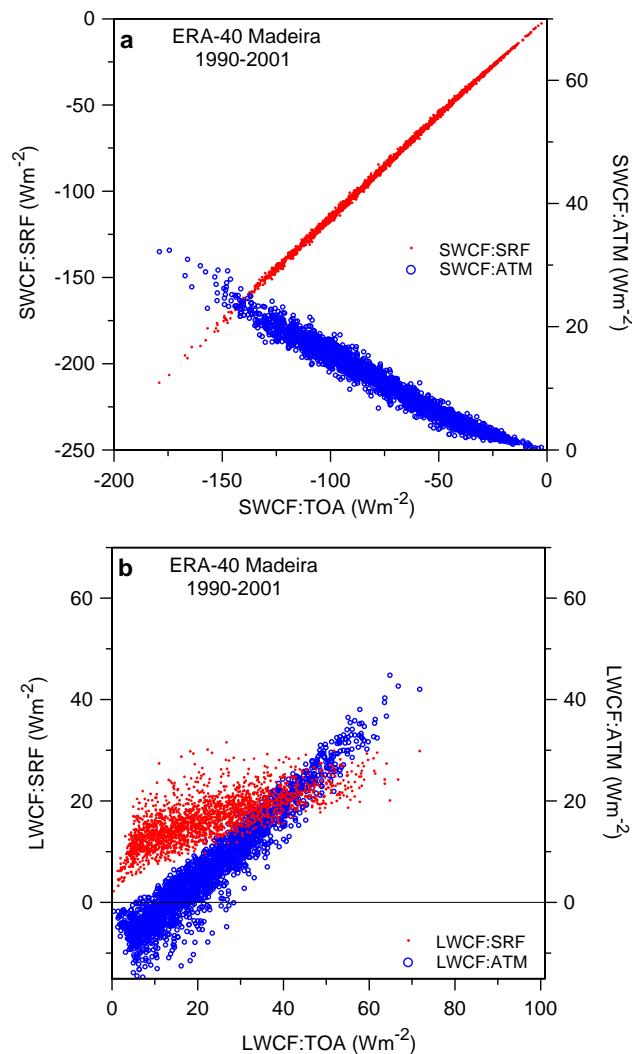 a
ERA-40 Madeira
1990-2001
0
-50
-100
-150
-200
-250
SWCF:SRF (Wm-2)
60
40
20
0
SWCF:ATM (Wm-2)
SWCF:SRF
SWCF:ATM
-200
-150
-100
-50
0
SWCF:TOA (Wm-2)
b
ERA-40 Madeira
1990-2001
60
40
20
0
LWCF:SRF (Wm-2)
60
40
20
0
LWCF:ATM (Wm-2)
LWCF:SRF
LWCF:ATM
0
20
40
60
80
100
LWCF:TOA (Wm-2)